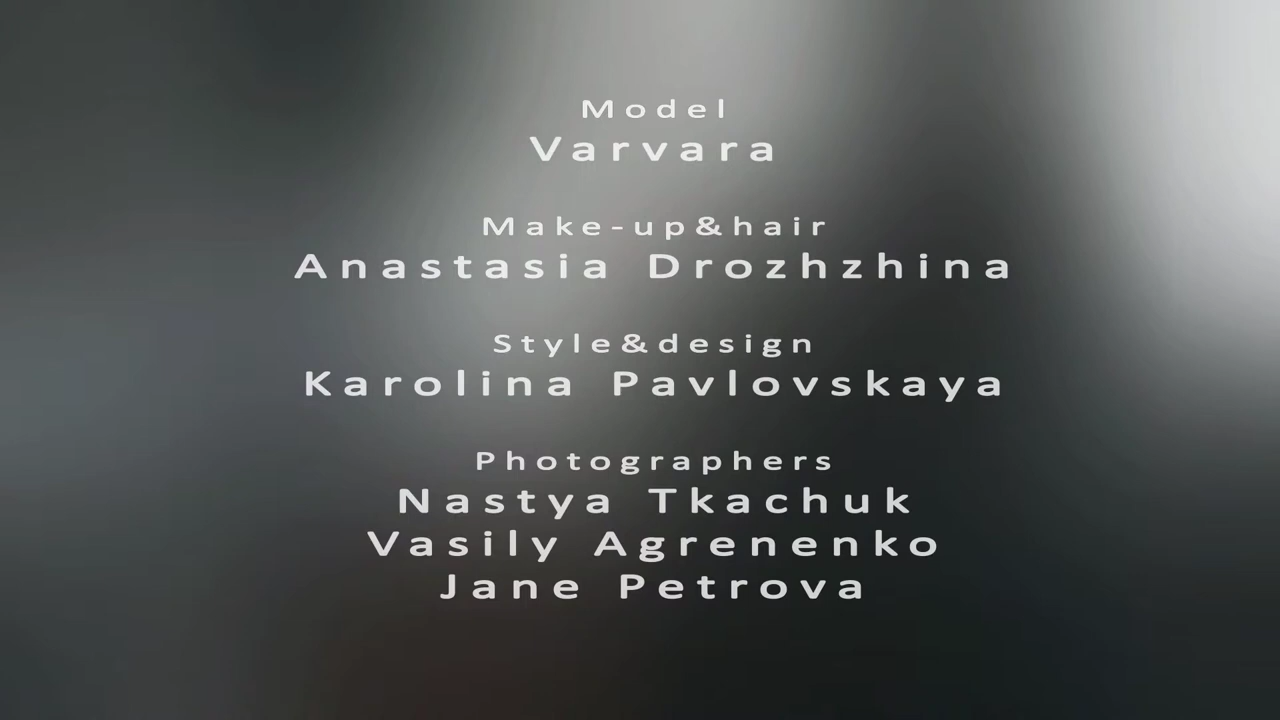 Model
Varvara
Make-up&hair
Anastasia Drozhzhina
Style&design
Karolina Pavlovskaya
Photographers
Nastya Tkachuk
Vasily Agrenenko
Jane Petrova